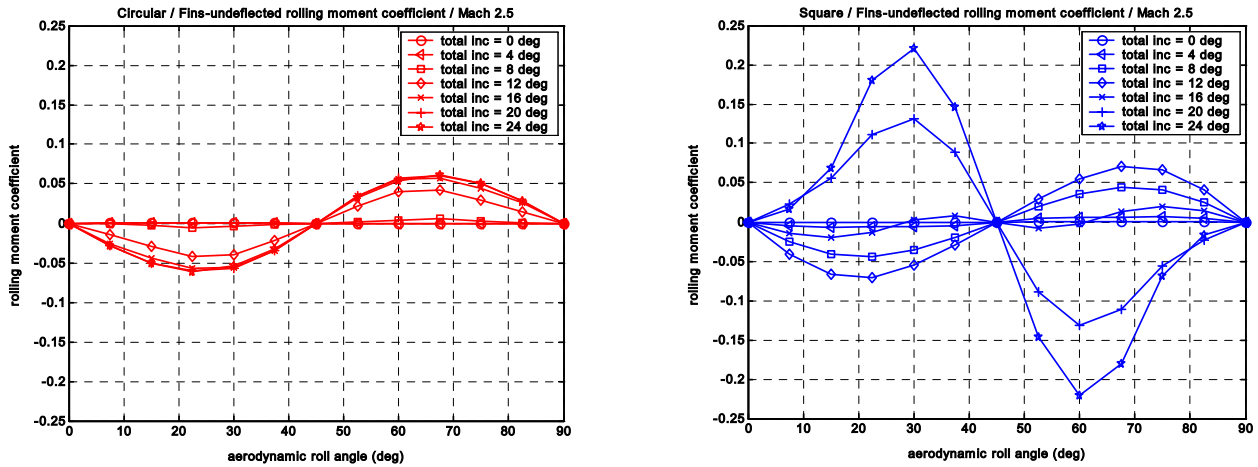 Circular / Fins-undeflected rolling moment coefficient / Mach 2.5
0.25
0.2
0.15
0.1
0.05
0
-0.05
-0.1
-0.15
-0.2
-0.25
rolling moment coefficient
total inc = 0 deg
total inc = 4 deg
total inc = 8 deg
total inc = 12 deg
total inc = 16 deg
total inc = 20 deg
total inc = 24 deg
0 10 20 30 40 50 60 70 80 90
aerodynamic roll angle (deg)
Square / Fins-undeflected rolling moment coefficient / Mach 2.5
0.25
0.2
0.15
0.1
0.05
0
-0.05
-0.1
-0.15
-0.2
-0.25
rolling moment coefficient
total inc = 0 deg
total inc = 4 deg
total inc = 8 deg
total inc = 12 deg
total inc = 16 deg
total inc = 20 deg
total inc = 24 deg
0 10 20 30 40 50 60 70 80 90
aerodynamic roll angle (deg)